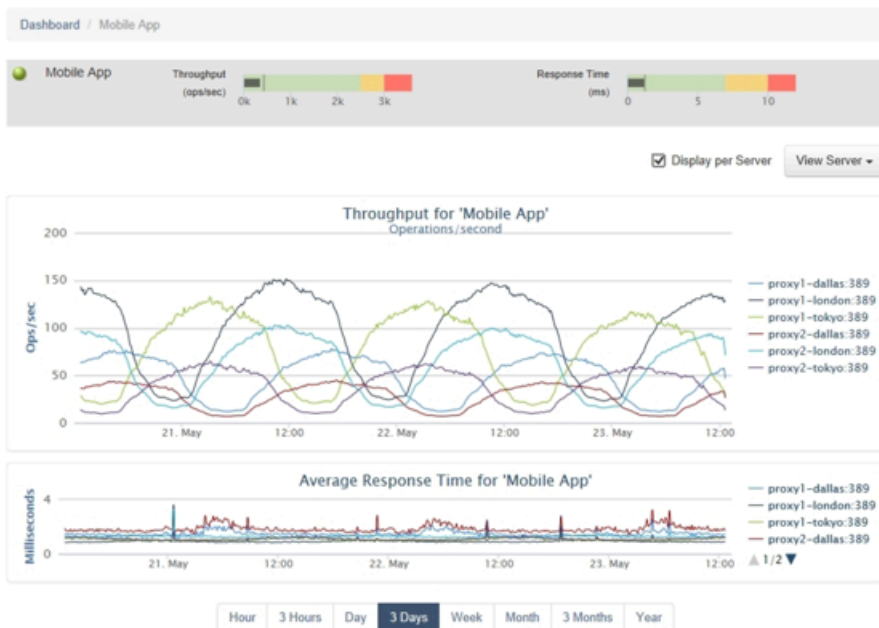 Dashboard / Mobile App
Mobile App
Throughput
(ops/sec)
0k 1k 2k 3k
Response Time
(ms)
0 5 10
Display per Server
View Server
Throughput for 'Mobile App'
Operations/second
Ops/sec
200
150
100
50
0
21. May 12:00 22. May 12:00 23. May 12:00
proxy1-dallas:389
proxy1-london:389
proxy1-tokyo:389
proxy2-dallas:389
proxy2-london:389
proxy2-tokyo:389
Average Response Time for 'Mobile App'
Milliseconds
4
0
21. May 12:00 22. May 12:00 23. May 12:00
proxy1-dallas:389
proxy1-london:389
proxy1-tokyo:389
proxy2-dallas:389
1/2
Hour 3 Hours Day 3 Days Week Month 3 Months Year